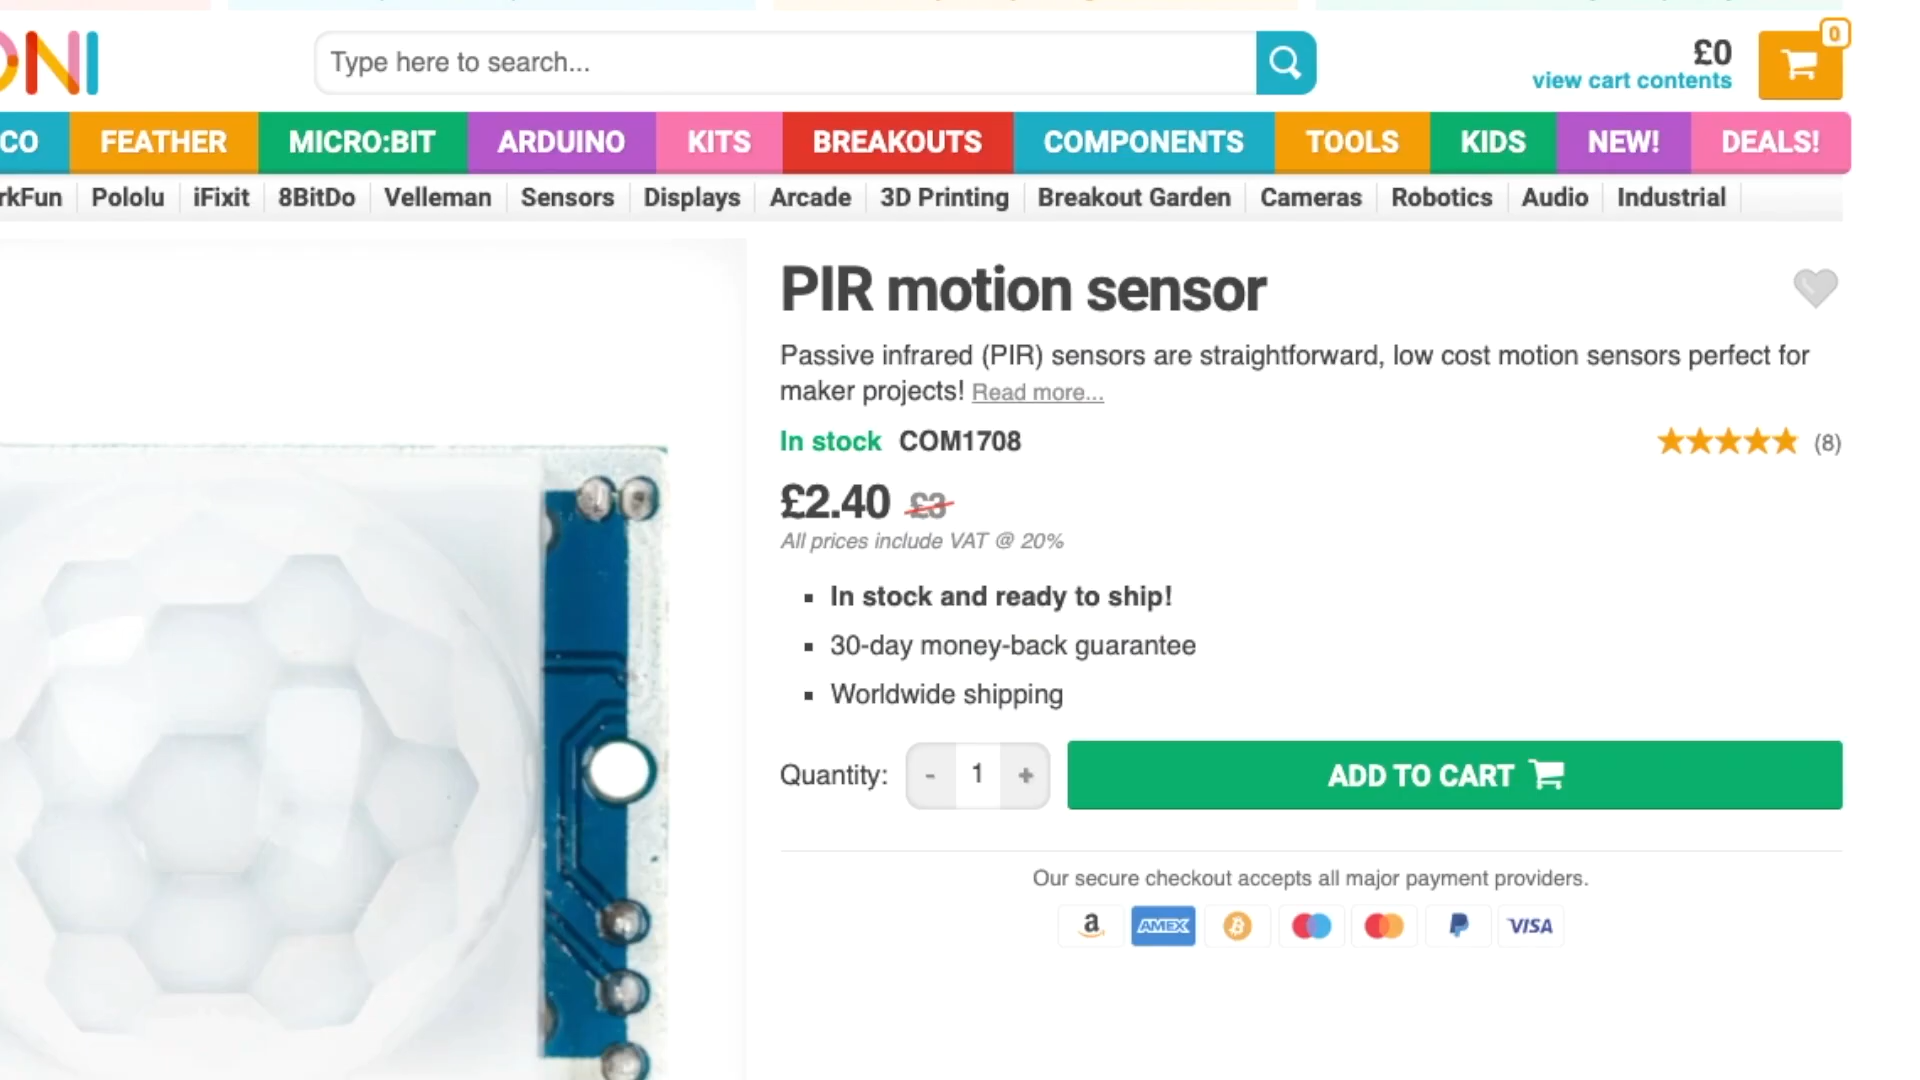 ONI
Type here to search...
£0
view cart contents
0
CO
FEATHER
MICRO:BIT
ARDUINO
KITS
BREAKOUTS
COMPONENTS
TOOLS
KIDS
NEW!
DEALS!
rkFun
Pololu
iFixit
8BitDo
Velleman
Sensors
Displays
Arcade
3D Printing
Breakout Garden
Cameras
Robotics
Audio
Industrial
PIR motion sensor
Passive infrared (PIR) sensors are straightforward, low cost motion sensors perfect for
maker projects! Read more...
In stock COM1708
(8)
£2.40 £3
All prices include VAT @ 20%
In stock and ready to ship!
30-day money-back guarantee
Worldwide shipping
Quantity: - 1 +
ADD TO CART
Our secure checkout accepts all major payment providers.
a
AMEX
VISA